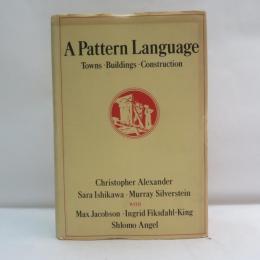 A Pattern Language
Towns · Buildings · Construction
Christopher Alexander
Sara Ishikawa · Murray Silverstein
WITH
Max Jacobson · Ingrid Fiksdahl-King
Shlomo Angel